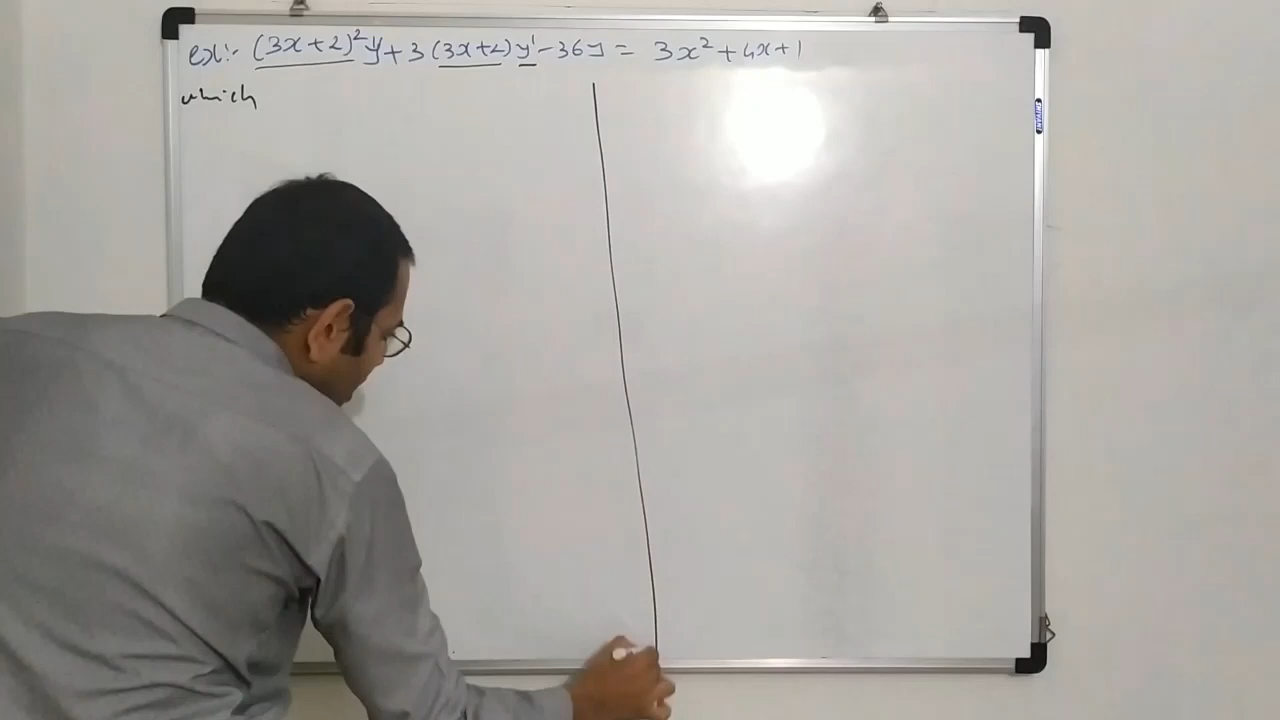 ex:- (3x+2)²y''+3(3x+2)y'-36y = 3x²+4x+1
which